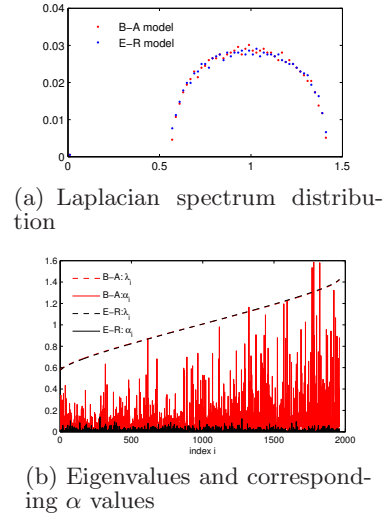 0.04
0.03
0.02
0.01
0
B-A model
E-R model
0 0.5 1 1.5
(a) Laplacian spectrum distribu-
tion
1.6
1.4
1.2
1
0.8
0.6
0.4
0.2
0
B-A: λi
B-A: αi
E-R: λi
E-R: αi
0 500 1000 1500 2000
index i
(b) Eigenvalues and correspond-
ing α values